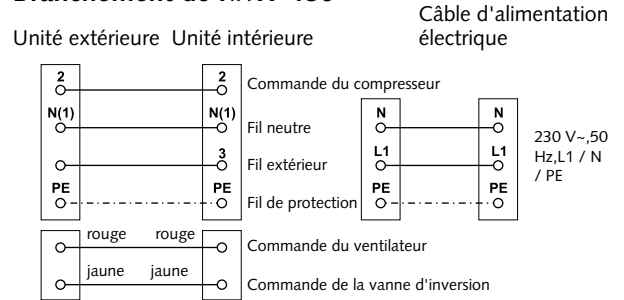 Câble d'alimentation
électrique
Unité extérieure Unité intérieure
2 2 Commande du compresseur
N(1) N(1) Fil neutre
3 Fil extérieur
PE PE Fil de protection
N N
L1 L1
PE PE
230 V~,50
Hz,L1 / N
/ PE
rouge rouge Commande du ventilateur
jaune jaune Commande de la vanne d'inversion